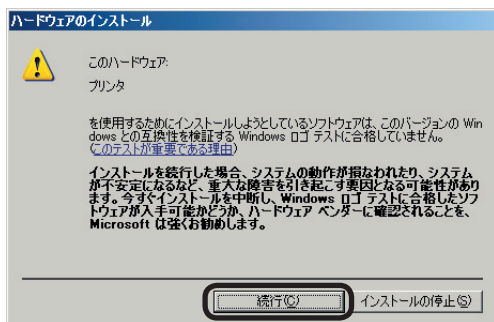 ハードウェアのインストール
このハードウェア:
プリンタ
を使用するためにインストールしようとしているソフトウェアは、このバージョンの Win
dows との互換性を検証する Windows ロゴ テストに合格していません。
(このテストが重要である理由)
インストールを続行した場合、システムの動作が損なわれたり、システム
が不安定になるなど、重大な障害を引き起こす要因となる可能性があり
ます。今すぐインストールを中断し、Windows ロゴ テストに合格したソフ
トウェアが入手可能かどうか、ハードウェア ベンダーに確認されることを、
Microsoft は強くお勧めします。
続行(C) インストールの停止(S)